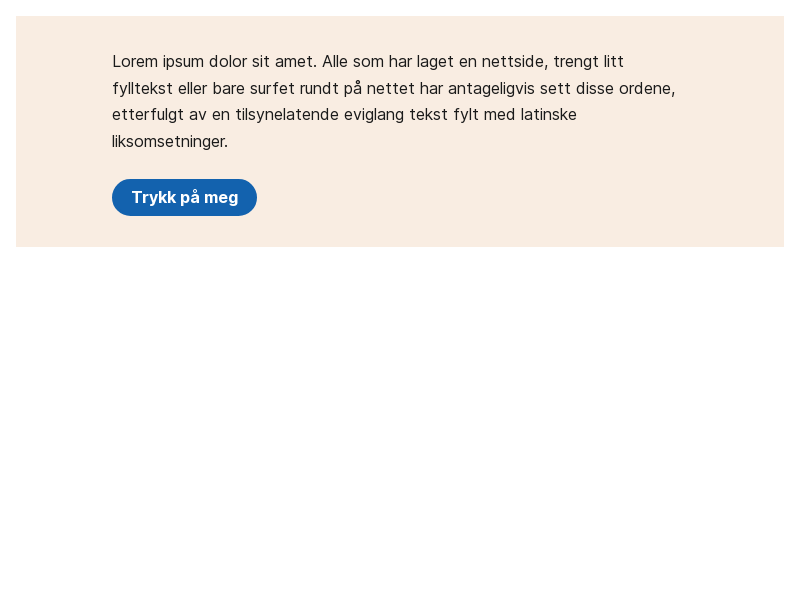 Lorem ipsum dolor sit amet. Alle som har laget en nettside, trengt litt
fylltekst eller bare surfet rundt på nettet har antageligvis sett disse ordene,
etterfulgt av en tilsynelatende eviglang tekst fylt med latinske
liksomsetninger.
Trykk på meg